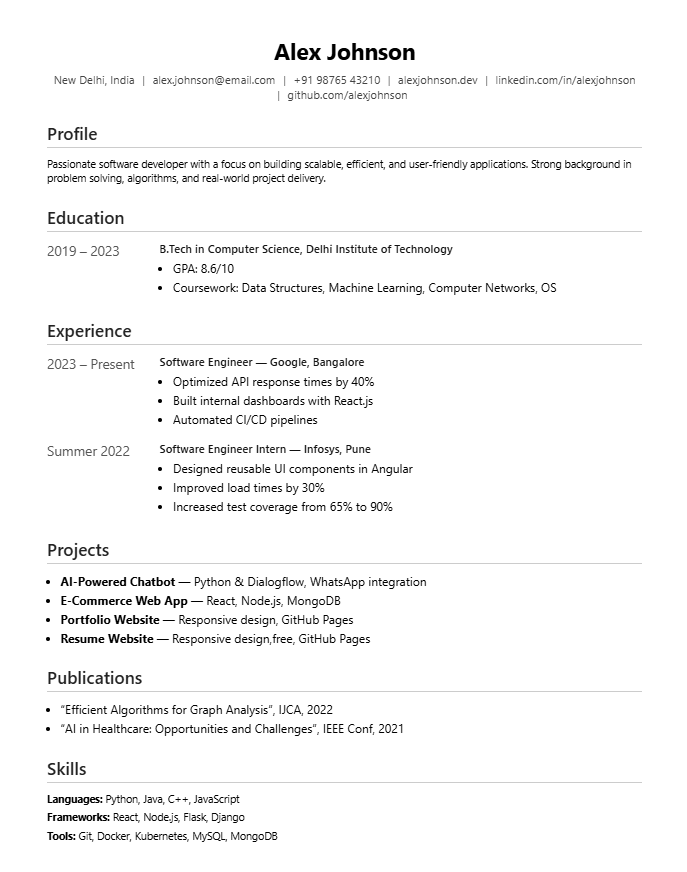 Alex Johnson
New Delhi, India | alex.johnson@email.com | +91 98765 43210 | alexjohnson.dev | linkedin.com/in/alexjohnson
| github.com/alexjohnson
Profile
Passionate software developer with a focus on building scalable, efficient, and user-friendly applications. Strong background in
problem solving, algorithms, and real-world project delivery.
Education
2019 – 2023 B.Tech in Computer Science, Delhi Institute of Technology
• GPA: 8.6/10
• Coursework: Data Structures, Machine Learning, Computer Networks, OS
Experience
2023 – Present Software Engineer — Google, Bangalore
• Optimized API response times by 40%
• Built internal dashboards with React.js
• Automated CI/CD pipelines
Summer 2022 Software Engineer Intern — Infosys, Pune
• Designed reusable UI components in Angular
• Improved load times by 30%
• Increased test coverage from 65% to 90%
Projects
• AI-Powered Chatbot — Python & Dialogflow, WhatsApp integration
• E-Commerce Web App — React, Node.js, MongoDB
• Portfolio Website — Responsive design, GitHub Pages
• Resume Website — Responsive design,free, GitHub Pages
Publications
• “Efficient Algorithms for Graph Analysis”, IJCA, 2022
• “AI in Healthcare: Opportunities and Challenges”, IEEE Conf, 2021
Skills
Languages: Python, Java, C++, JavaScript
Frameworks: React, Node.js, Flask, Django
Tools: Git, Docker, Kubernetes, MySQL, MongoDB